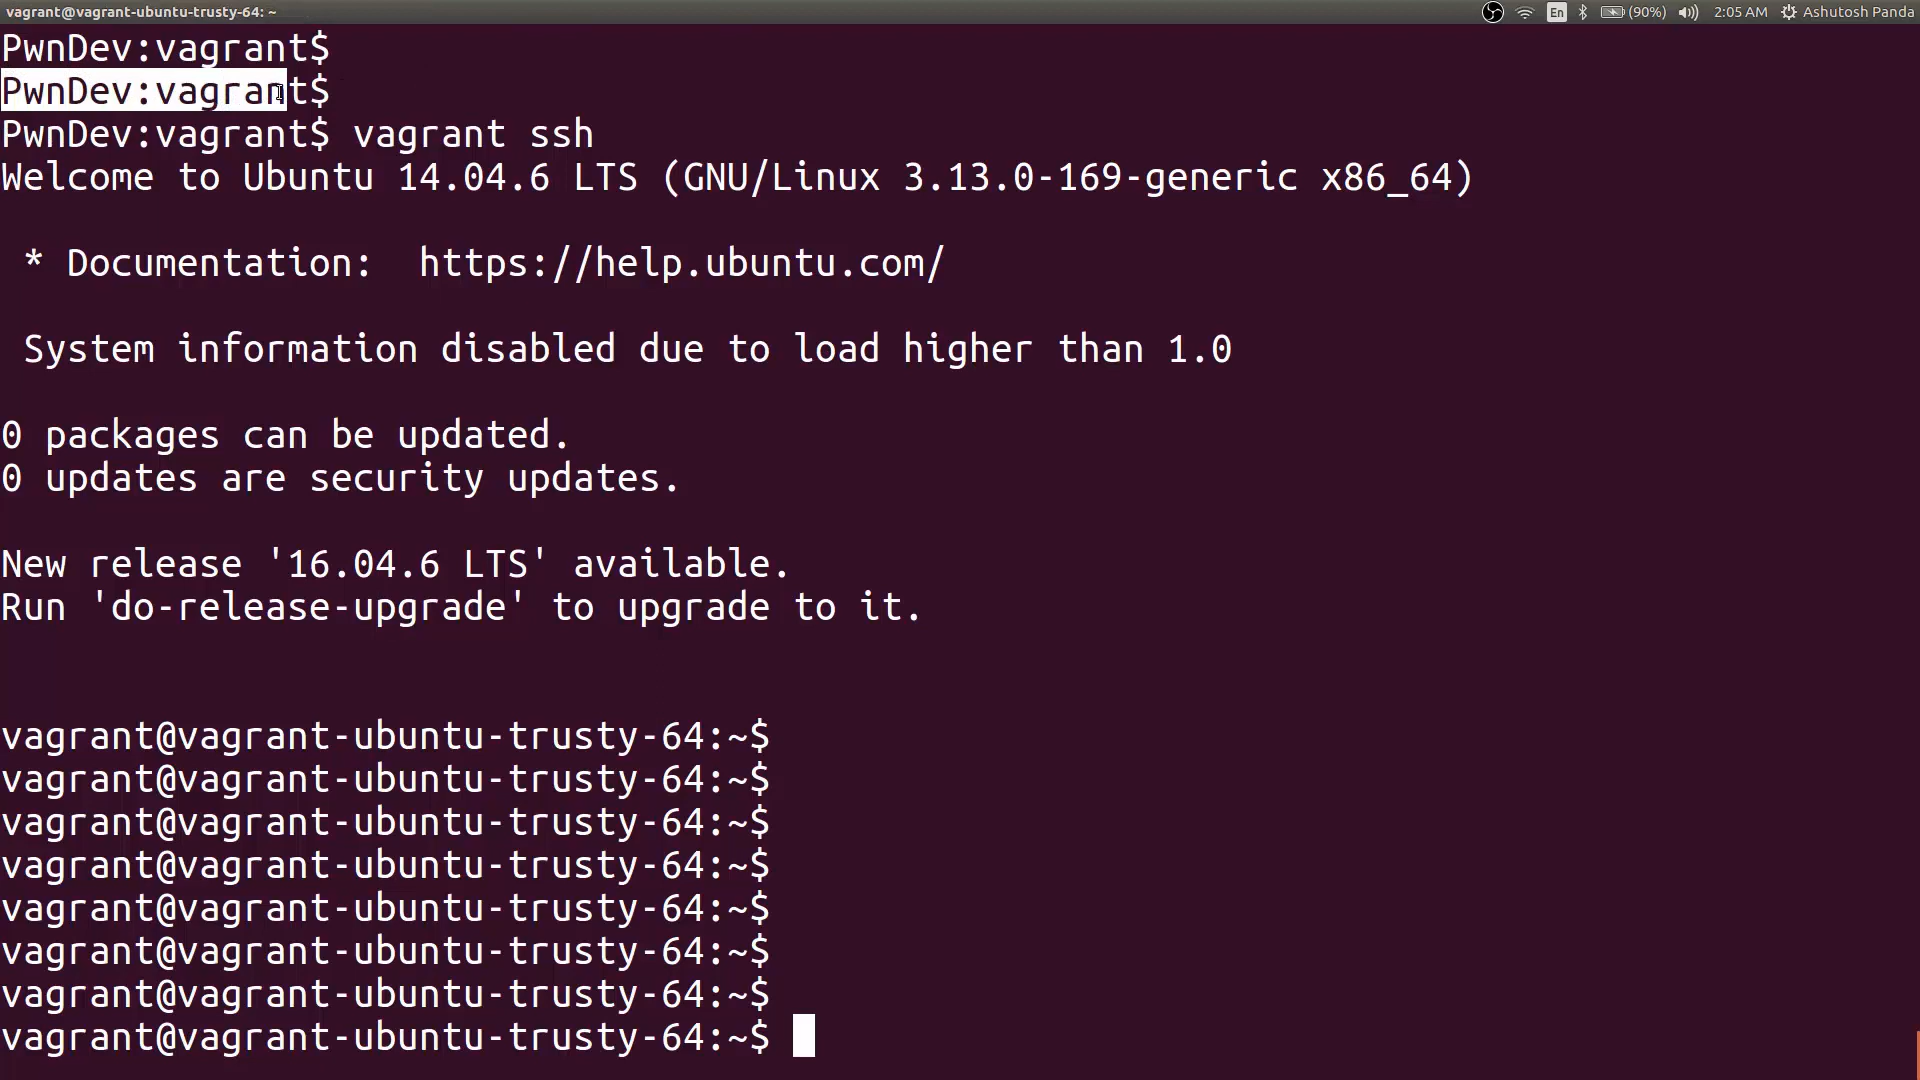 vagrant@vagrant-ubuntu-trusty-64: ~ En (90%) 2:05 AM Ashutosh Panda
PwnDev:vagrant$
PwnDev:vagrant$
PwnDev:vagrant$ vagrant ssh
Welcome to Ubuntu 14.04.6 LTS (GNU/Linux 3.13.0-169-generic x86_64)
* Documentation:  https://help.ubuntu.com/
System information disabled due to load higher than 1.0
0 packages can be updated.
0 updates are security updates.
New release '16.04.6 LTS' available.
Run 'do-release-upgrade' to upgrade to it.
vagrant@vagrant-ubuntu-trusty-64:~$
vagrant@vagrant-ubuntu-trusty-64:~$
vagrant@vagrant-ubuntu-trusty-64:~$
vagrant@vagrant-ubuntu-trusty-64:~$
vagrant@vagrant-ubuntu-trusty-64:~$
vagrant@vagrant-ubuntu-trusty-64:~$
vagrant@vagrant-ubuntu-trusty-64:~$
vagrant@vagrant-ubuntu-trusty-64:~$